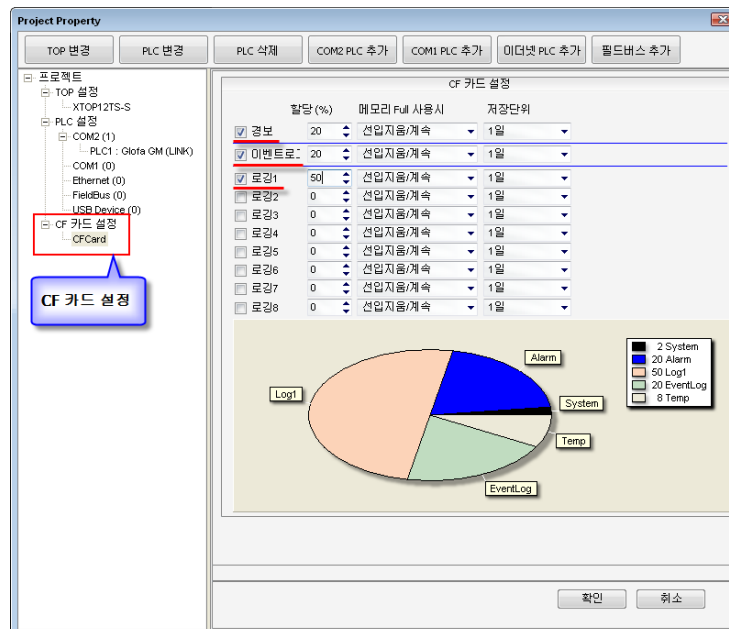 Project Property
TOP 변경 PLC 변경 PLC 삭제 COM2 PLC 추가 COM1 PLC 추가 이더넷 PLC 추가 필드버스 추가
프로젝트
TOP 설정
XTOP12TS-S
PLC 설정
COM2 (1)
PLC1 : Glofa GM (LINK)
COM1 (0)
Ethernet (0)
FieldBus (0)
USB Device (0)
CF 카드 설정
CFCard
CF 카드 설정
CF 카드 설정
할당(%) 메모리 Full 사용시 저장단위
경보 20 선입지움/계속 1일
이벤트로그 20 선입지움/계속 1일
로깅1 50 선입지움/계속 1일
로깅2 0 선입지움/계속 1일
로깅3 0 선입지움/계속 1일
로깅4 0 선입지움/계속 1일
로깅5 0 선입지움/계속 1일
로깅6 0 선입지움/계속 1일
로깅7 0 선입지움/계속 1일
로깅8 0 선입지움/계속 1일
Alarm
Log1
System
Temp
EventLog
2 System
20 Alarm
50 Log1
20 EventLog
8 Temp
확인 취소